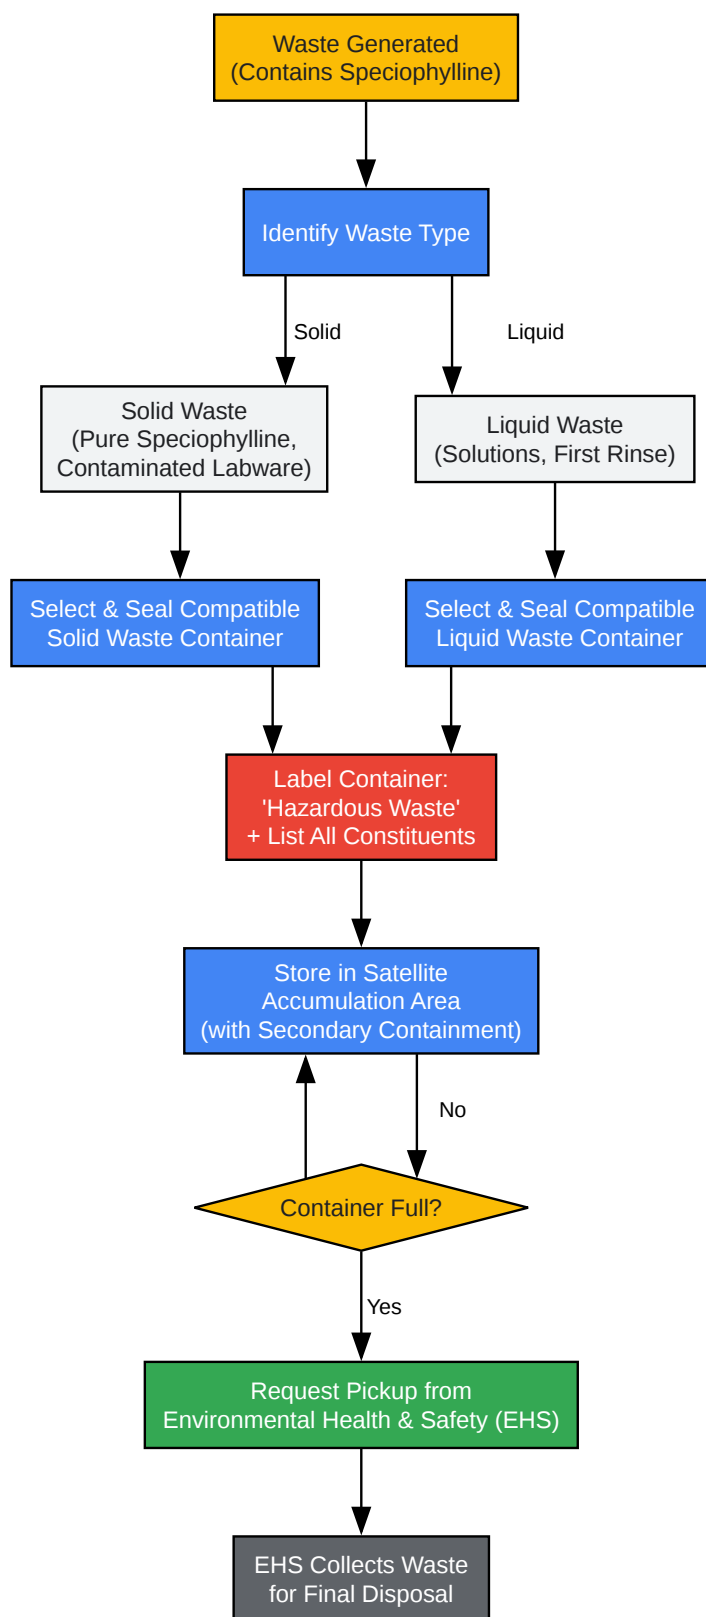 Waste Generated
(Contains Speciophylline)
Identify Waste Type
Solid
Liquid
Solid Waste
(Pure Speciophylline,
Contaminated Labware)
Liquid Waste
(Solutions, First Rinse)
Select & Seal Compatible
Solid Waste Container
Select & Seal Compatible
Liquid Waste Container
Label Container:
'Hazardous Waste'
+ List All Constituents
Store in Satellite
Accumulation Area
(with Secondary Containment)
No
Container Full?
Yes
Request Pickup from
Environmental Health & Safety (EHS)
EHS Collects Waste
for Final Disposal